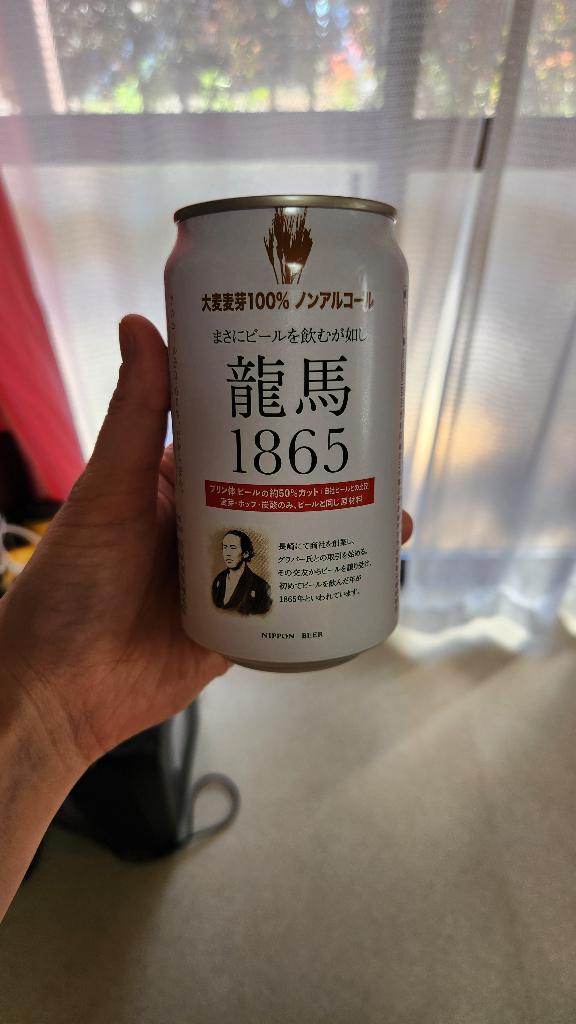 大麦麦芽100% ノンアルコール
まさにビールを飲むが如し
龍馬
1865
プリン体 ビールの約50%カット
麦芽・ホップ・炭酸のみ、ビールと同じ原材料
長崎にて商社を創業し、
グラバー氏との取引を始める。
その交友からビールを譲り受け、
初めてビールを飲んだ年が
1865年といわれています。
NIPPON BEER